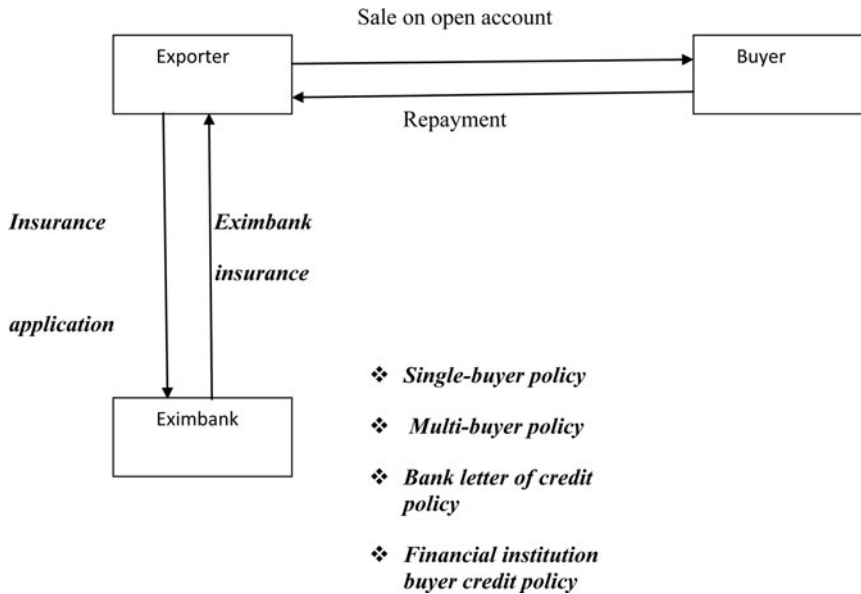 Sale on open account
Exporter
Buyer
Repayment
Insurance
application
Eximbank
insurance
Eximbank
❖ Single-buyer policy
❖ Multi-buyer policy
❖ Bank letter of credit
policy
❖ Financial institution
buyer credit policy